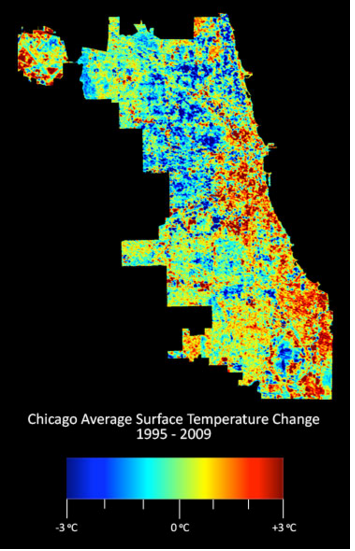 Chicago Average Surface Temperature Change
1995 - 2009
-3 ºC 0 ºC +3 ºC